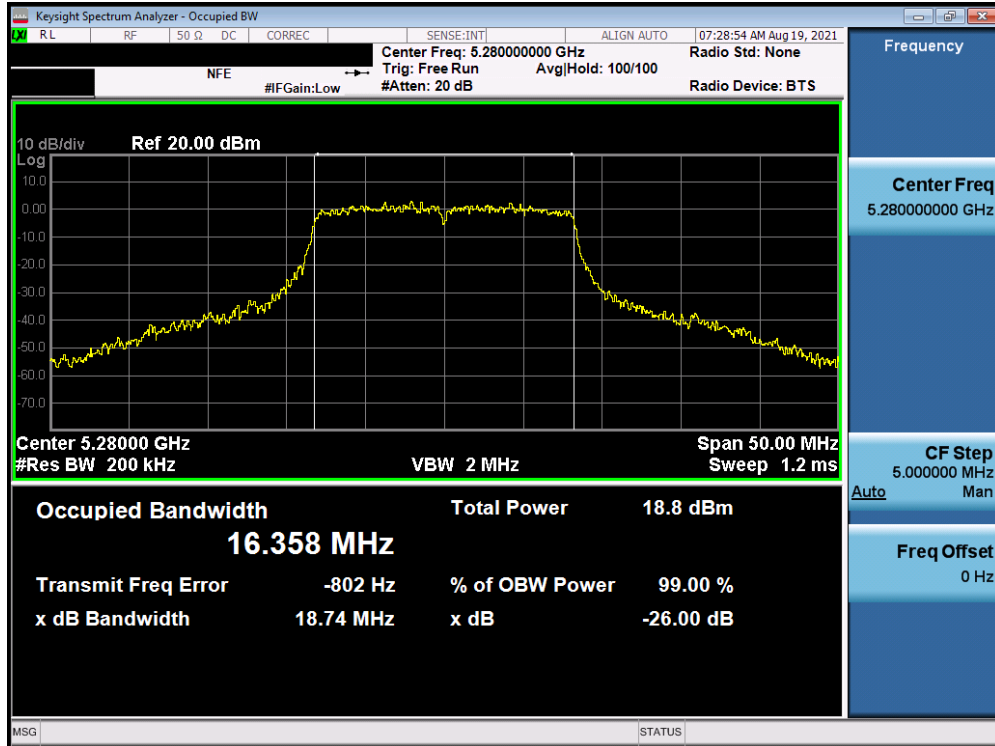 Keysight Spectrum Analyzer - Occupied BW
LXI RL RF 50 Ω DC CORREC SENSE:INT ALIGN AUTO 07:28:54 AM Aug 19, 2021
Center Freq: 5.280000000 GHz Radio Std: None
NFE Trig: Free Run Avg|Hold: 100/100
#IFGain:Low #Atten: 20 dB Radio Device: BTS
Frequency
10 dB/div Ref 20.00 dBm
Log
10.0
0.00
-10.0
-20.0
-30.0
-40.0
-50.0
-60.0
-70.0
Center 5.28000 GHz Span 50.00 MHz
#Res BW 200 kHz VBW 2 MHz Sweep 1.2 ms
Occupied Bandwidth Total Power 18.8 dBm
16.358 MHz
Transmit Freq Error -802 Hz % of OBW Power 99.00 %
x dB Bandwidth 18.74 MHz x dB -26.00 dB
Center Freq
5.280000000 GHz
CF Step
5.000000 MHz
Auto Man
Freq Offset
0 Hz
MSG STATUS